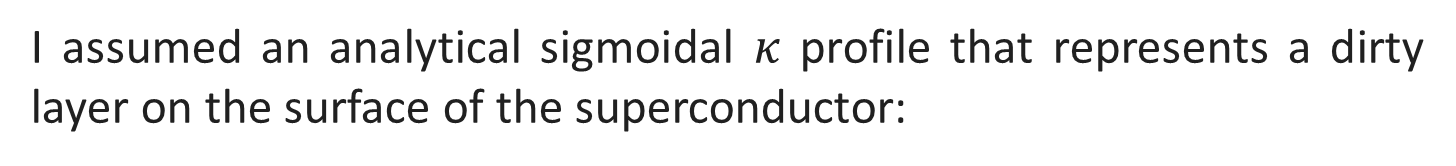 I assumed an analytical sigmoidal κ profile that represents a dirty
layer on the surface of the superconductor: